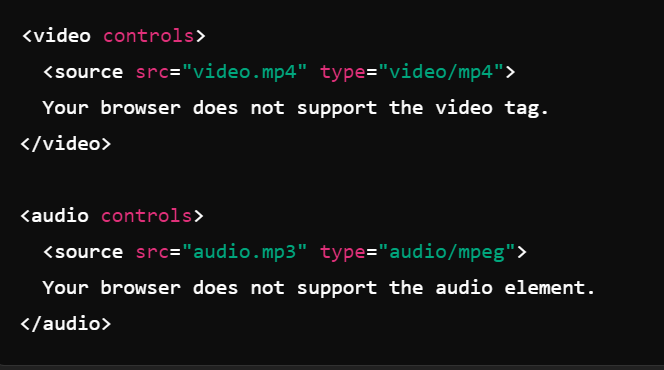 <video controls>
<source src="video.mp4" type="video/mp4">
Your browser does not support the video tag.
</video>
<audio controls>
<source src="audio.mp3" type="audio/mpeg">
Your browser does not support the audio element.
</audio>